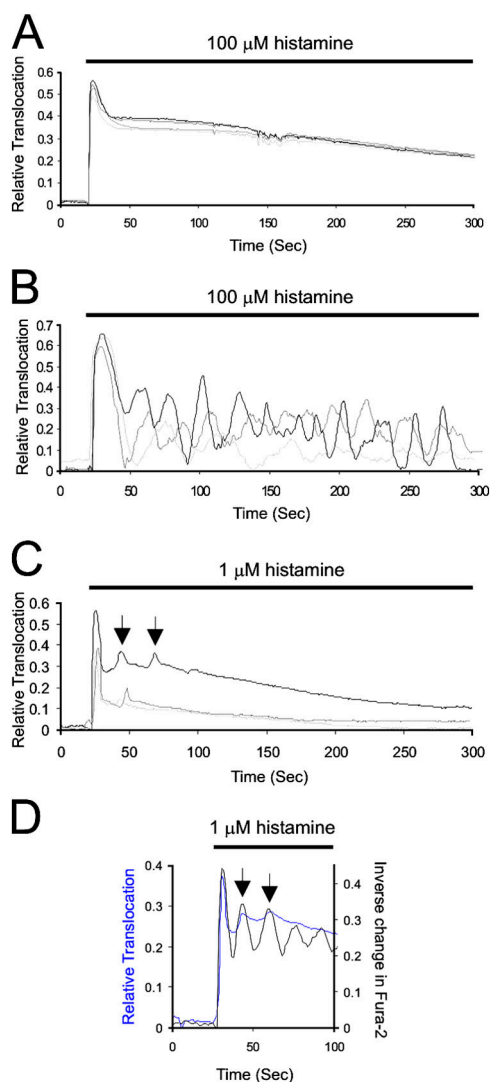 A
100 μM histamine
Relative Translocation
0.6
0.5
0.4
0.3
0.2
0.1
0
0 50 100 150 200 250 300
Time (Sec)
B
100 μM histamine
Relative Translocation
0.7
0.6
0.5
0.4
0.3
0.2
0.1
0
0 50 100 150 200 250 300
Time (Sec)
C
1 μM histamine
Relative Translocation
0.6
0.5
0.4
0.3
0.2
0.1
0
0 50 100 150 200 250 300
Time (Sec)
D
1 μM histamine
Relative Translocation
0.4
0.3
0.2
0.1
0
Inverse change in Fura-2
0.4
0.3
0.2
0.1
0
0 50 100
Time (Sec)